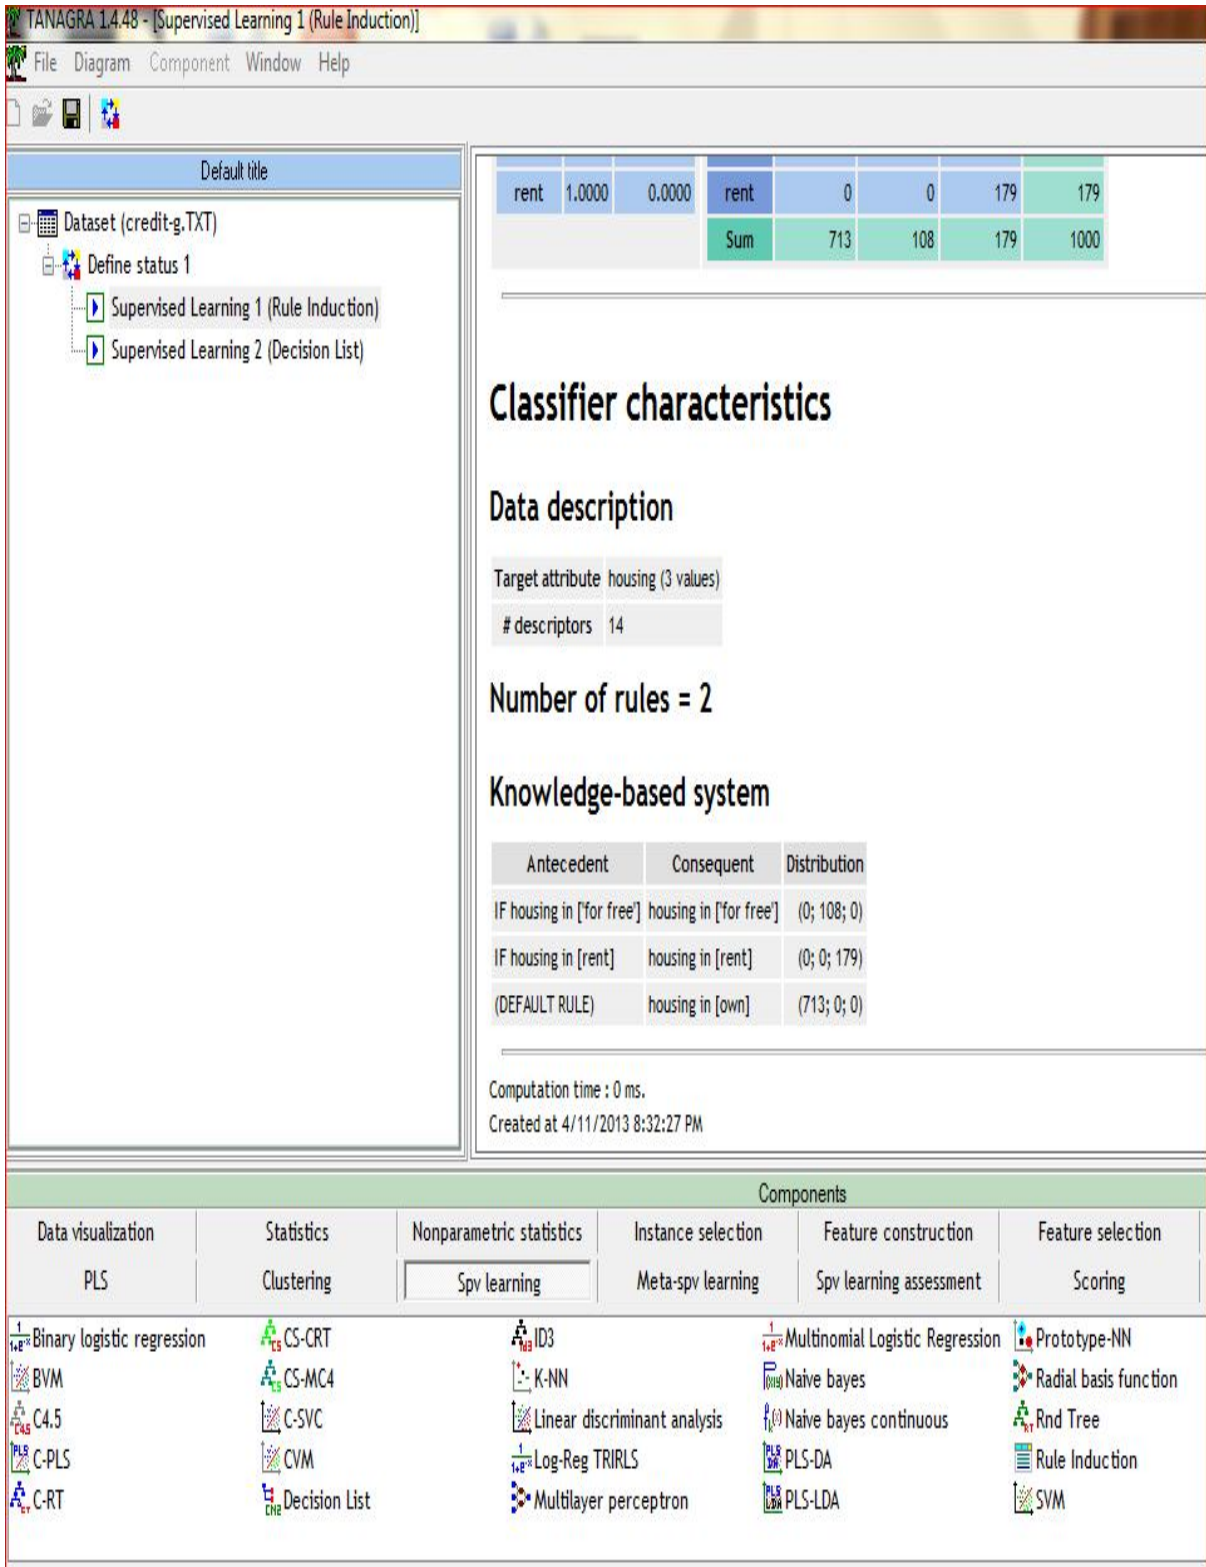 TANAGRA 1.4.48 - [Supervised Learning 1 (Rule Induction)]
File Diagram Component Window Help
Default title
Dataset (credit-g.TXT)
Define status 1
Supervised Learning 1 (Rule Induction)
Supervised Learning 2 (Decision List)
rent 1.0000 0.0000 rent 0 0 179 179
Sum 713 108 179 1000
Classifier characteristics
Data description
Target attribute housing (3 values)
# descriptors 14
Number of rules = 2
Knowledge-based system
Antecedent Consequent Distribution
IF housing in ['for free'] housing in ['for free'] (0; 108; 0)
IF housing in [rent] housing in [rent] (0; 0; 179)
(DEFAULT RULE) housing in [own] (713; 0; 0)
Computation time : 0 ms.
Created at 4/11/2013 8:32:27 PM
Components
Data visualization Statistics Nonparametric statistics Instance selection Feature construction Feature selection
PLS Clustering Spv learning Meta-spv learning Spv learning assessment Scoring
Binary logistic regression CS-CRT ID3 Multinomial Logistic Regression Prototype-NN
BVM CS-MC4 K-NN Naive bayes Radial basis function
C4.5 C-SVC Linear discriminant analysis Naive bayes continuous Rnd Tree
C-PLS CVM Log-Reg TRIRLS PLS-DA Rule Induction
C-RT Decision List Multilayer perceptron PLS-LDA SVM